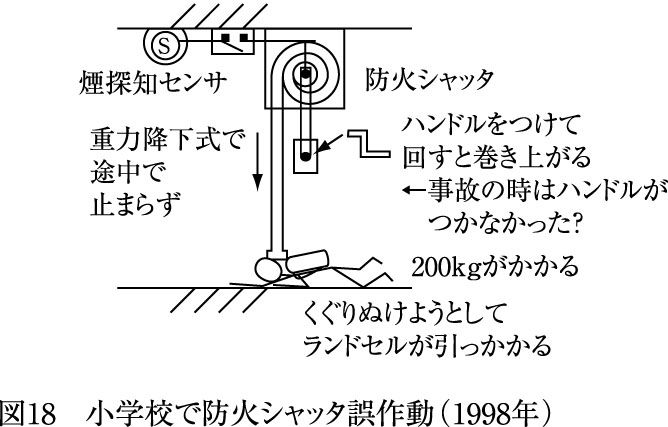 S
煙探知センサ
防火シャッタ
重力降下式で
途中で
止まらず
ハンドルをつけて
回すと巻き上がる
←事故の時はハンドルが
つかなかった?
200kgがかかる
くぐりぬけようとして
ランドセルが引っかかる
図18 小学校で防火シャッタ誤作動(1998年)